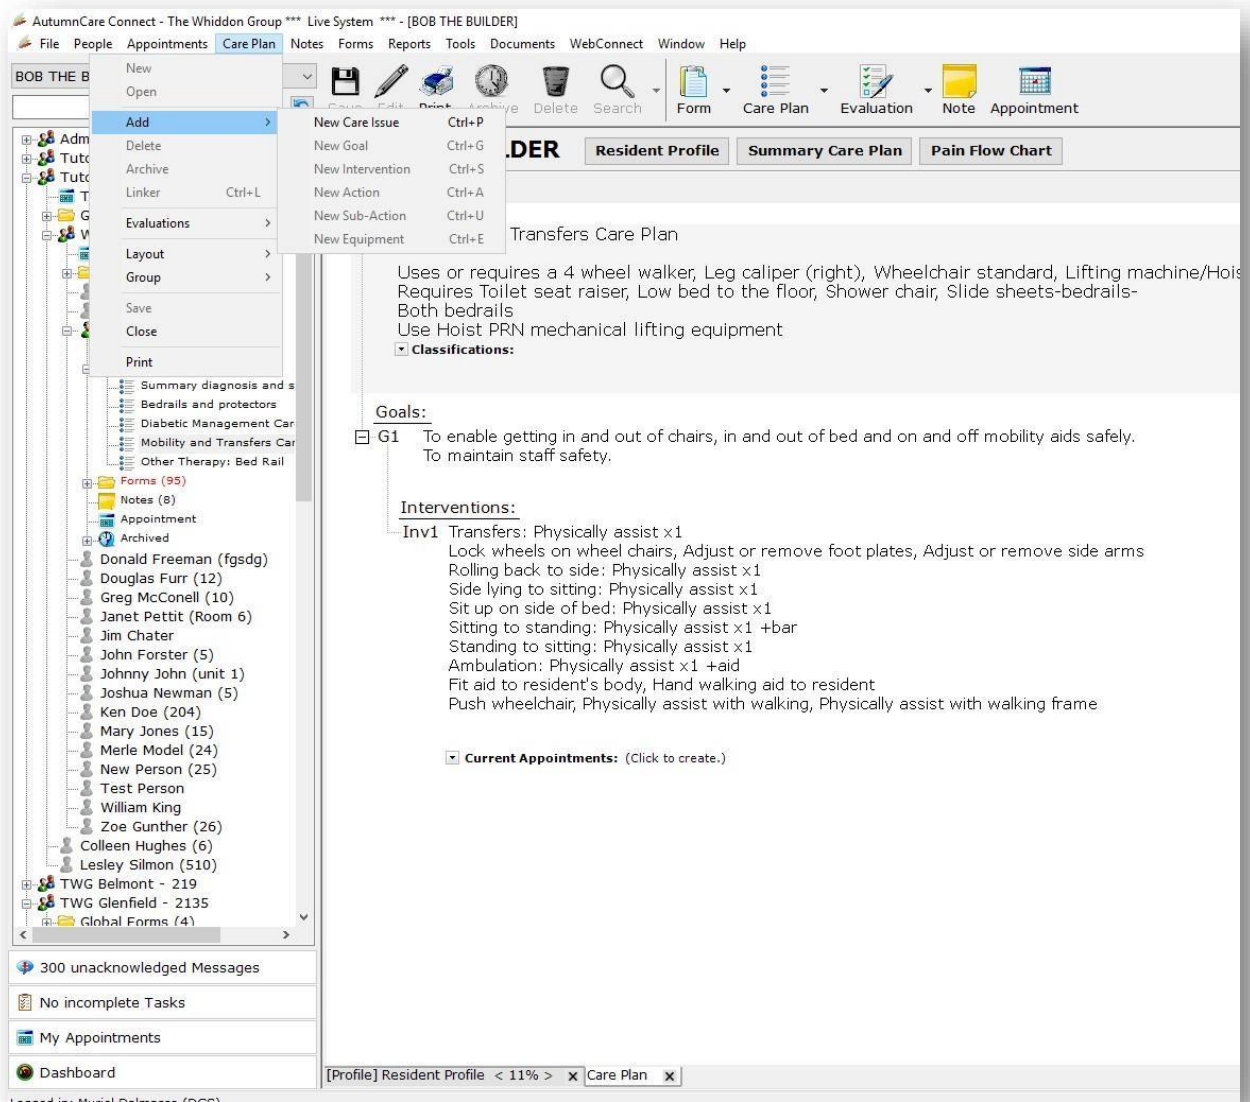 AutumnCare Connect - The Whiddon Group *** Live System *** - [BOB THE BUILDER]
File People Appointments Care Plan Notes Forms Reports Tools Documents WebConnect Window Help
BOB THE B
Print Archive Delete Search Form Care Plan Evaluation Note Appointment
New
Open
Add >
Delete
Archive
Linker Ctrl+L
Evaluations >
Layout >
Group >
Save
Close
Print
New Care Issue Ctrl+P
New Goal Ctrl+G
New Intervention Ctrl+S
New Action Ctrl+A
New Sub-Action Ctrl+U
New Equipment Ctrl+E
LDER Resident Profile Summary Care Plan Pain Flow Chart
Adm
Tuto
Tuto
T
G
W
Summary diagnosis and s
Bedrails and protectors
Diabetic Management Car
Mobility and Transfers Car
Other Therapy: Bed Rail
Forms (95)
Notes (8)
Appointment
Archived
Donald Freeman (fgsdg)
Douglas Furr (12)
Greg McConell (10)
Janet Pettit (Room 6)
Jim Chater
John Forster (5)
Johnny John (unit 1)
Joshua Newman (5)
Ken Doe (204)
Mary Jones (15)
Merle Model (24)
New Person (25)
Test Person
William King
Zoe Gunther (26)
Colleen Hughes (6)
Lesley Silmon (510)
TWG Belmont - 219
TWG Glenfield - 2135
Global Forms (4)
300 unacknowledged Messages
No incomplete Tasks
My Appointments
Dashboard
Transfers Care Plan
Uses or requires a 4 wheel walker, Leg caliper (right), Wheelchair standard, Lifting machine/Hois
Requires Toilet seat raiser, Low bed to the floor, Shower chair, Slide sheets-bedrails-
Both bedrails
Use Hoist PRN mechanical lifting equipment
Classifications:
Goals:
G1 To enable getting in and out of chairs, in and out of bed and on and off mobility aids safely.
To maintain staff safety.
Interventions:
Inv1 Transfers: Physically assist x1
Lock wheels on wheel chairs, Adjust or remove foot plates, Adjust or remove side arms
Rolling back to side: Physically assist x1
Side lying to sitting: Physically assist x1
Sit up on side of bed: Physically assist x1
Sitting to standing: Physically assist x1 +bar
Standing to sitting: Physically assist x1
Ambulation: Physically assist x1 +aid
Fit aid to resident's body, Hand walking aid to resident
Push wheelchair, Physically assist with walking, Physically assist with walking frame
Current Appointments: (Click to create.)
[Profile] Resident Profile < 11% > x Care Plan x